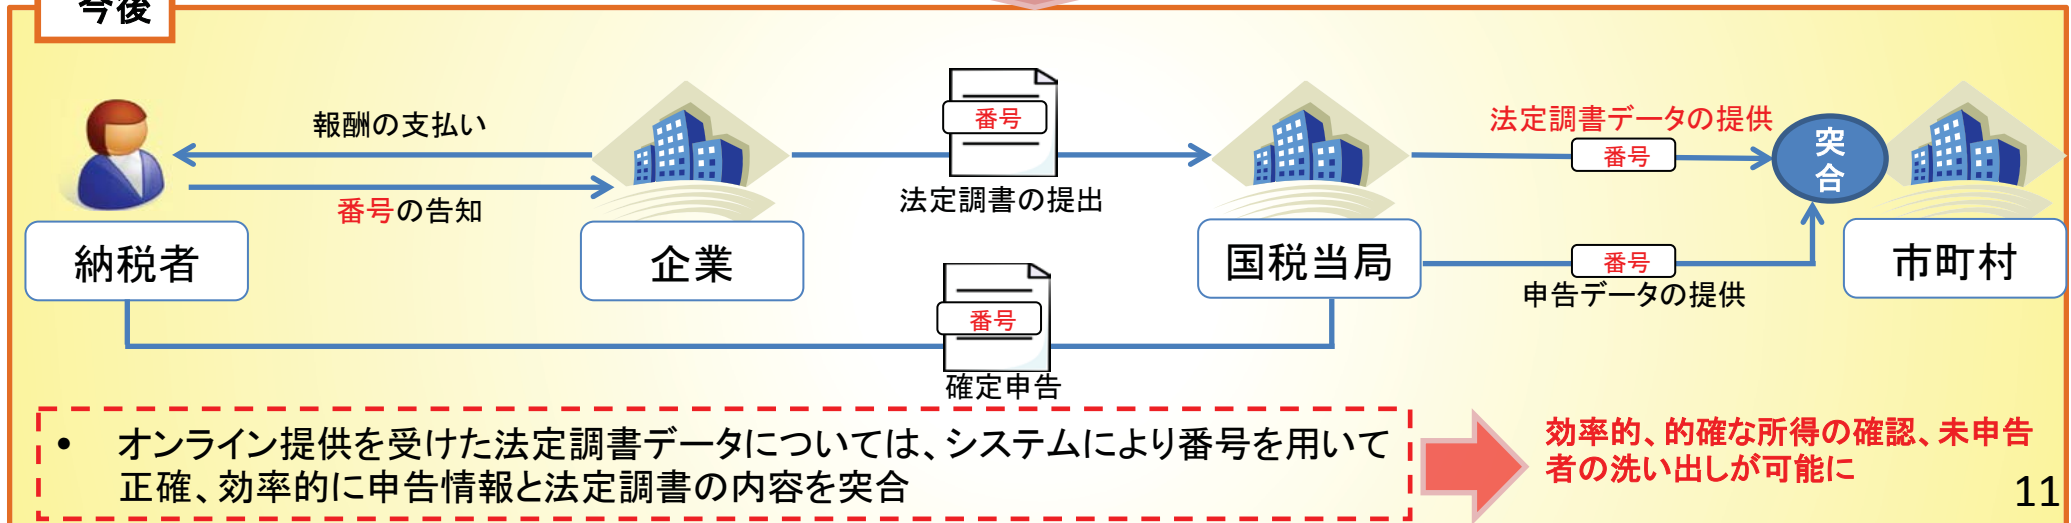 今後
報酬の支払い
番号の告知
番号
法定調書の提出
法定調書データの提供
番号
突
合
納税者
企業
国税当局
市町村
番号
申告データの提供
番号
確定申告
• オンライン提供を受けた法定調書データについては、システムにより番号を用いて
正確、効率的に申告情報と法定調書の内容を突合
効率的、的確な所得の確認、未申告
者の洗い出しが可能に
11